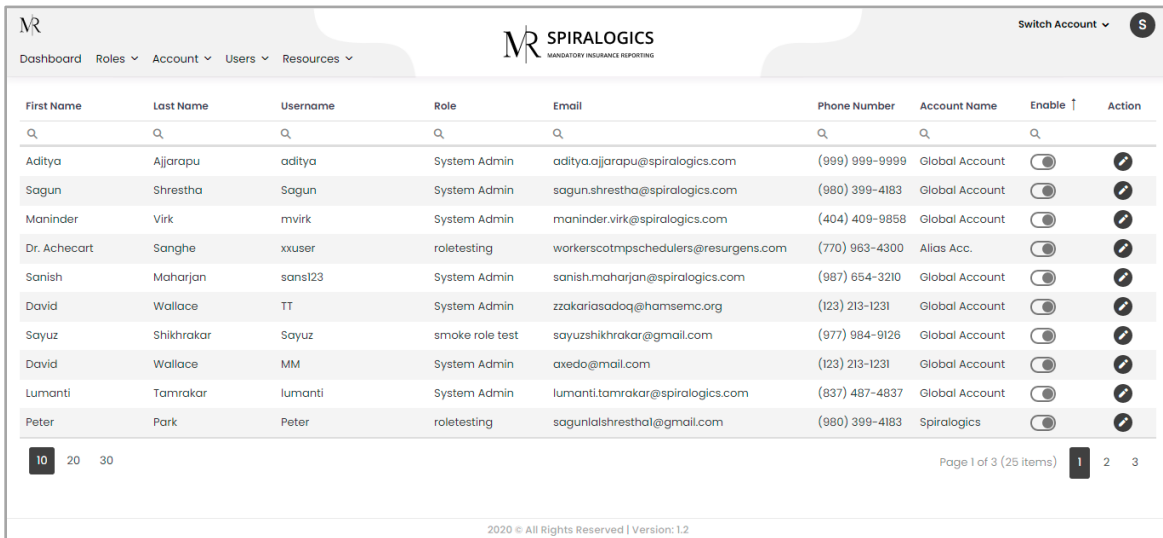 MR
Switch Account
S
MR SPIRALOGICS
MANDATORY INSURANCE REPORTING
Dashboard Roles Account Users Resources
First Name Last Name Username Role Email Phone Number Account Name Enable ↑ Action
Aditya Ajjarapu aditya System Admin aditya.ajjarapu@spiralogics.com (999) 999-9999 Global Account
Sagun Shrestha Sagun System Admin sagun.shrestha@spiralogics.com (980) 399-4183 Global Account
Maninder Virk mvirk System Admin maninder.virk@spiralogics.com (404) 409-9858 Global Account
Dr. Achecart Sanghe xxuser roletesting workerscotmpschedulers@resurgens.com (770) 963-4300 Alias Acc.
Sanish Maharjan sans123 System Admin sanish.maharjan@spiralogics.com (987) 654-3210 Global Account
David Wallace TT System Admin zzakariasadoq@hamsemc.org (123) 213-1231 Global Account
Sayuz Shikhrakar Sayuz smoke role test sayuzshikhrakar@gmail.com (977) 984-9126 Global Account
David Wallace MM System Admin axedo@mail.com (123) 213-1231 Global Account
Lumanti Tamrakar lumanti System Admin lumanti.tamrakar@spiralogics.com (837) 487-4837 Global Account
Peter Park Peter roletesting sagunlalshrestha1@gmail.com (980) 399-4183 Spiralogics
10 20 30 Page 1 of 3 (25 items) 1 2 3
2020 © All Rights Reserved | Version: 1.2